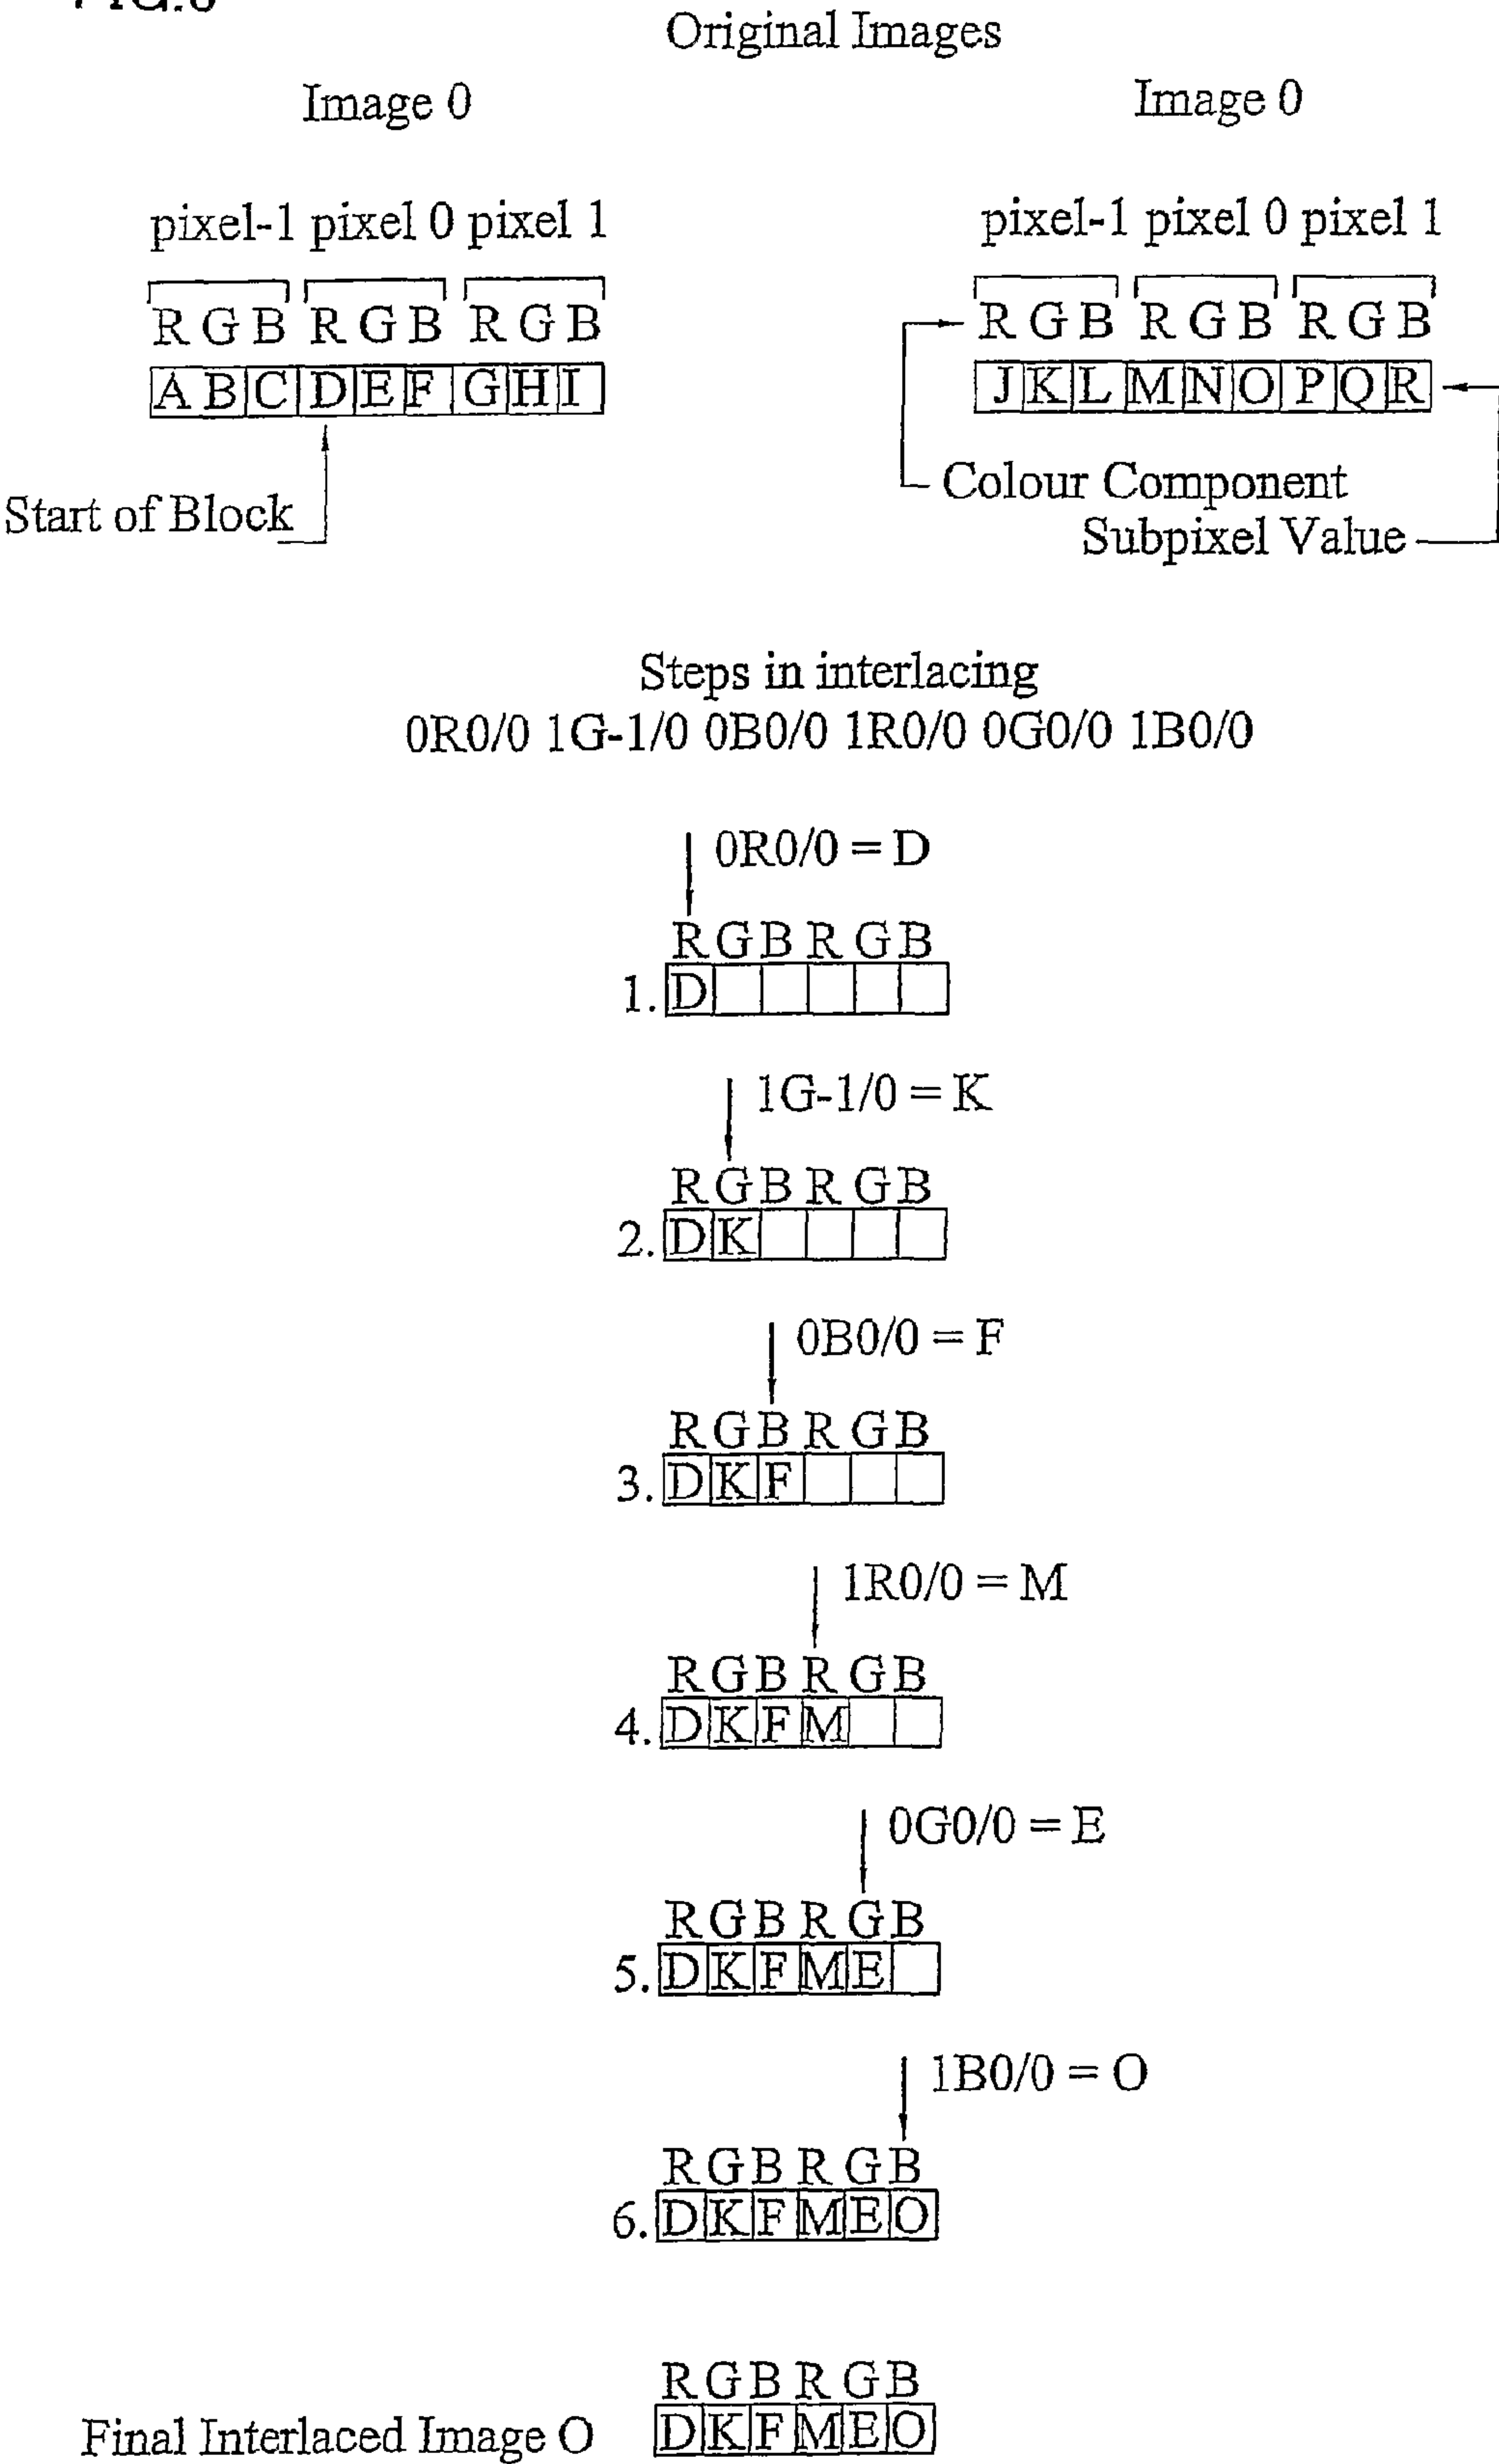 Original Images
Image 0 Image 0
pixel-1 pixel 0 pixel 1 pixel-1 pixel 0 pixel 1
R G B R G B R G B R G B R G B R G B
A B C D E F G H I J K L M N O P Q R
Start of Block
Colour Component
Subpixel Value
Steps in interlacing
0R0/0 1G-1/0 0B0/0 1R0/0 0G0/0 1B0/0
0R0/0 = D
R G B R G B
1. D
1G-1/0 = K
R G B R G B
2. D K
0B0/0 = F
R G B R G B
3. D K F
1R0/0 = M
R G B R G B
4. D K F M
0G0/0 = E
R G B R G B
5. D K F M E
1B0/0 = O
R G B R G B
6. D K F M E O
R G B R G B
Final Interlaced Image O D K F M E O